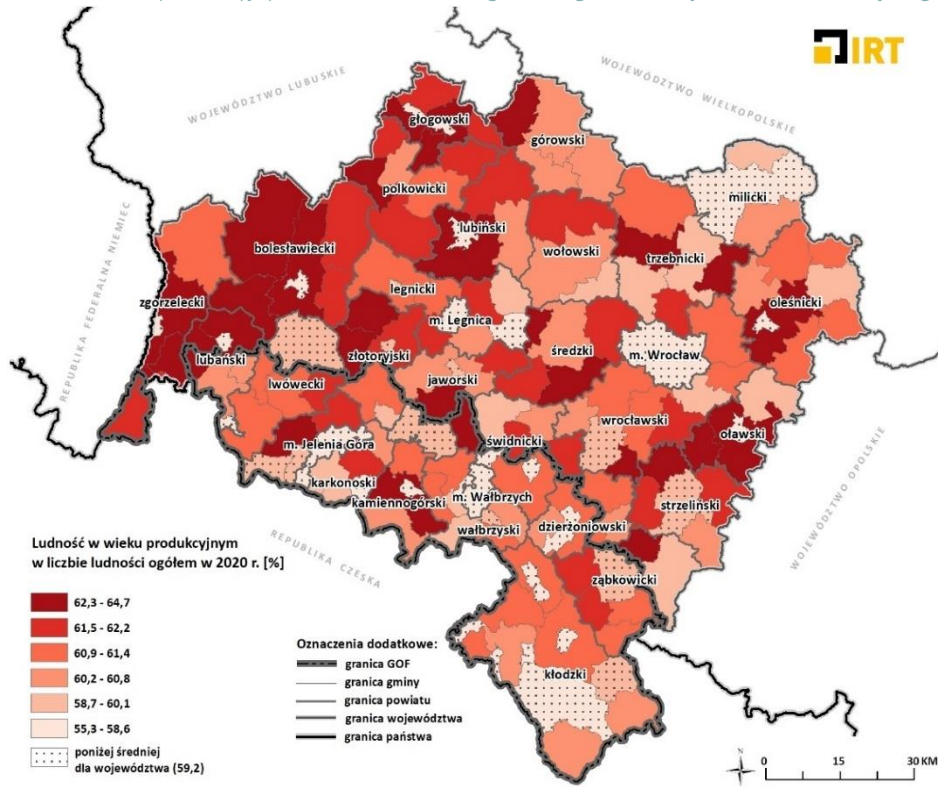 IRT
WOJEWÓDZTWO LUBUSKIE
WOJEWÓDZTWO WIELKOPOLSKIE
głogowski
górowski
polkowicki
milicki
lubiński
bolesławiecki
wołowski
trzebnicki
REPUBLIKA FEDERALNA NIEMIEC
legnicki
zgorzelecki
oleśnicki
m. Legnica
lubański
złotoryjski
średzki
m. Wrocław
lwówecki
jaworski
wrocławski
oławski
m. Jelenia Góra
świdnicki
karkonoski
kamiennogórski
m. Wałbrzych
strzeliński
WOJEWÓDZTWO OPOLSKIE
wałbrzyski
dzierżoniowski
REPUBLIKA CZESKA
ząbkowicki
kłodzki
Ludność w wieku produkcyjnym
w liczbie ludności ogółem w 2020 r. [%]
62,3 - 64,7
61,5 - 62,2
60,9 - 61,4
60,2 - 60,8
58,7 - 60,1
55,3 - 58,6
poniżej średniej
dla województwa (59,2)
Oznaczenia dodatkowe:
granica GOF
granica gminy
granica powiatu
granica województwa
granica państwa
N
0 15 30 KM